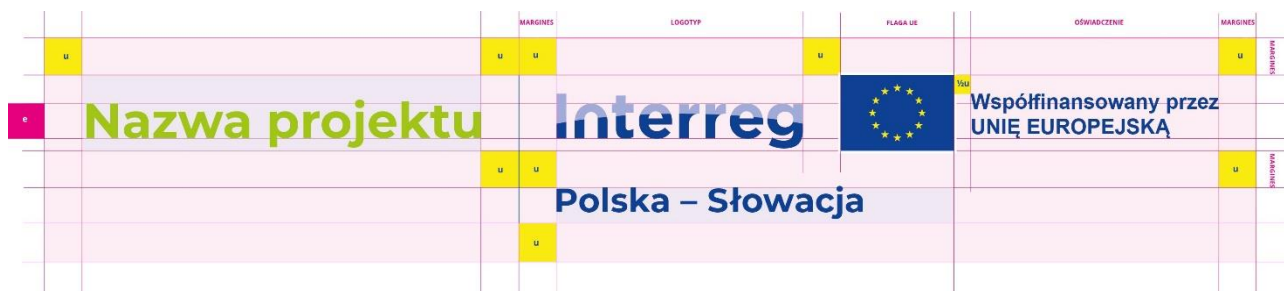 MARGINES LOGOTYP FLAGA UE OŚWIADCZENIE MARGINES
u u u u u
MARGINES
½u
e
Nazwa projektu
Interreg
Współfinansowany przez
UNIĘ EUROPEJSKĄ
u u u
MARGINES
Polska – Słowacja
u